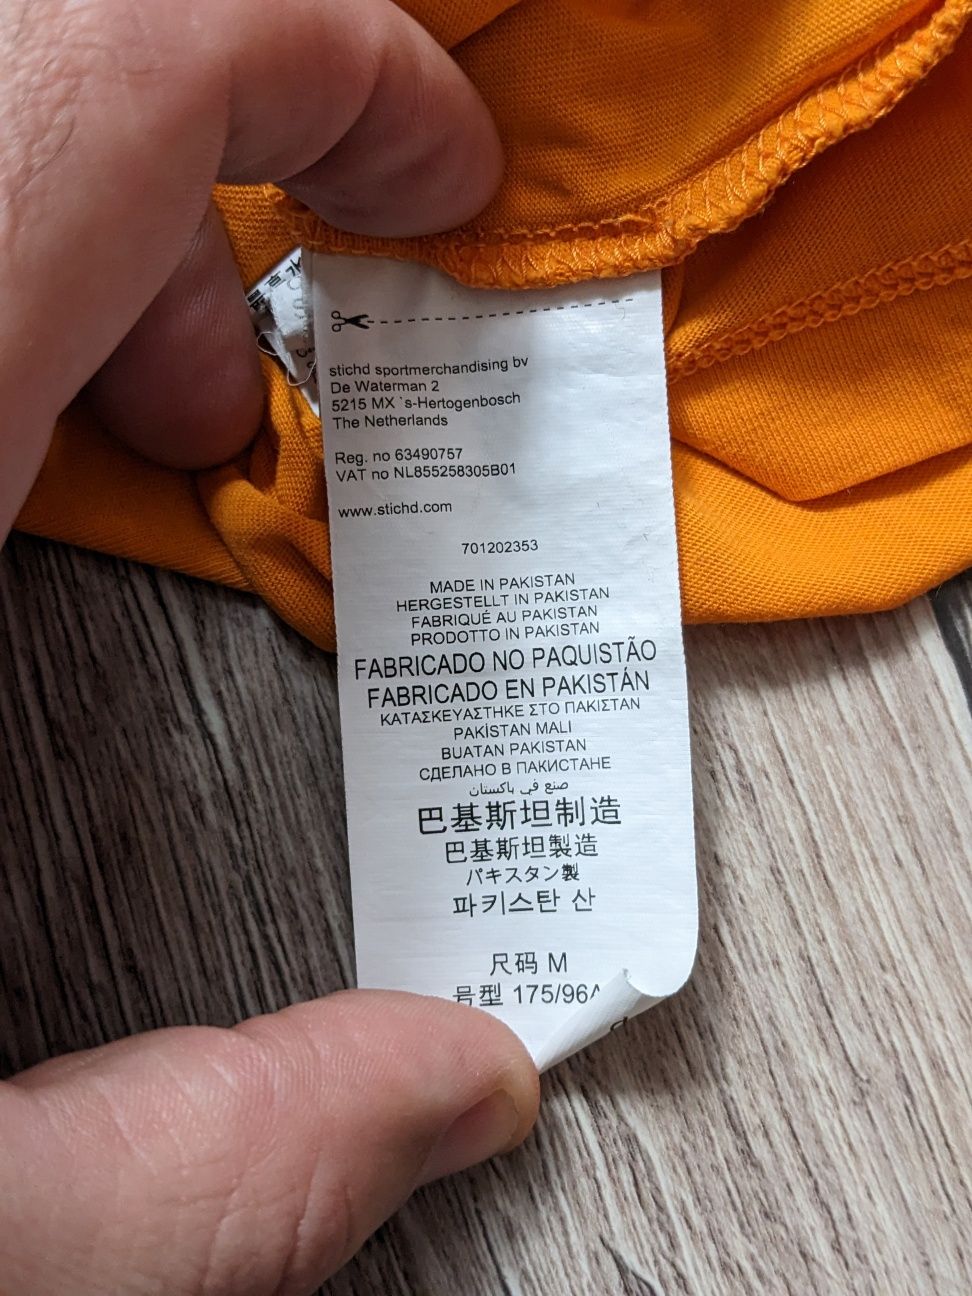 stichd sportmerchandising bv
De Waterman 2
5215 MX `s-Hertogenbosch
The Netherlands
Reg. no 63490757
VAT no NL855258305B01
www.stichd.com
701202353
MADE IN PAKISTAN
HERGESTELLT IN PAKISTAN
FABRIQUÉ AU PAKISTAN
PRODOTTO IN PAKISTAN
FABRICADO NO PAQUISTÃO
FABRICADO EN PAKISTÁN
ΚΑΤΑΣΚΕΥΑΣΤΗΚΕ ΣΤΟ ΠΑΚΙΣΤΑΝ
PAKİSTAN MALI
BUATAN PAKISTAN
СДЕЛАНО В ПАКИСТАНЕ
صنع في باكستان
巴基斯坦制造
巴基斯坦製造
パキスタン製
파키스탄 산
尺码 M
号型 175/96A